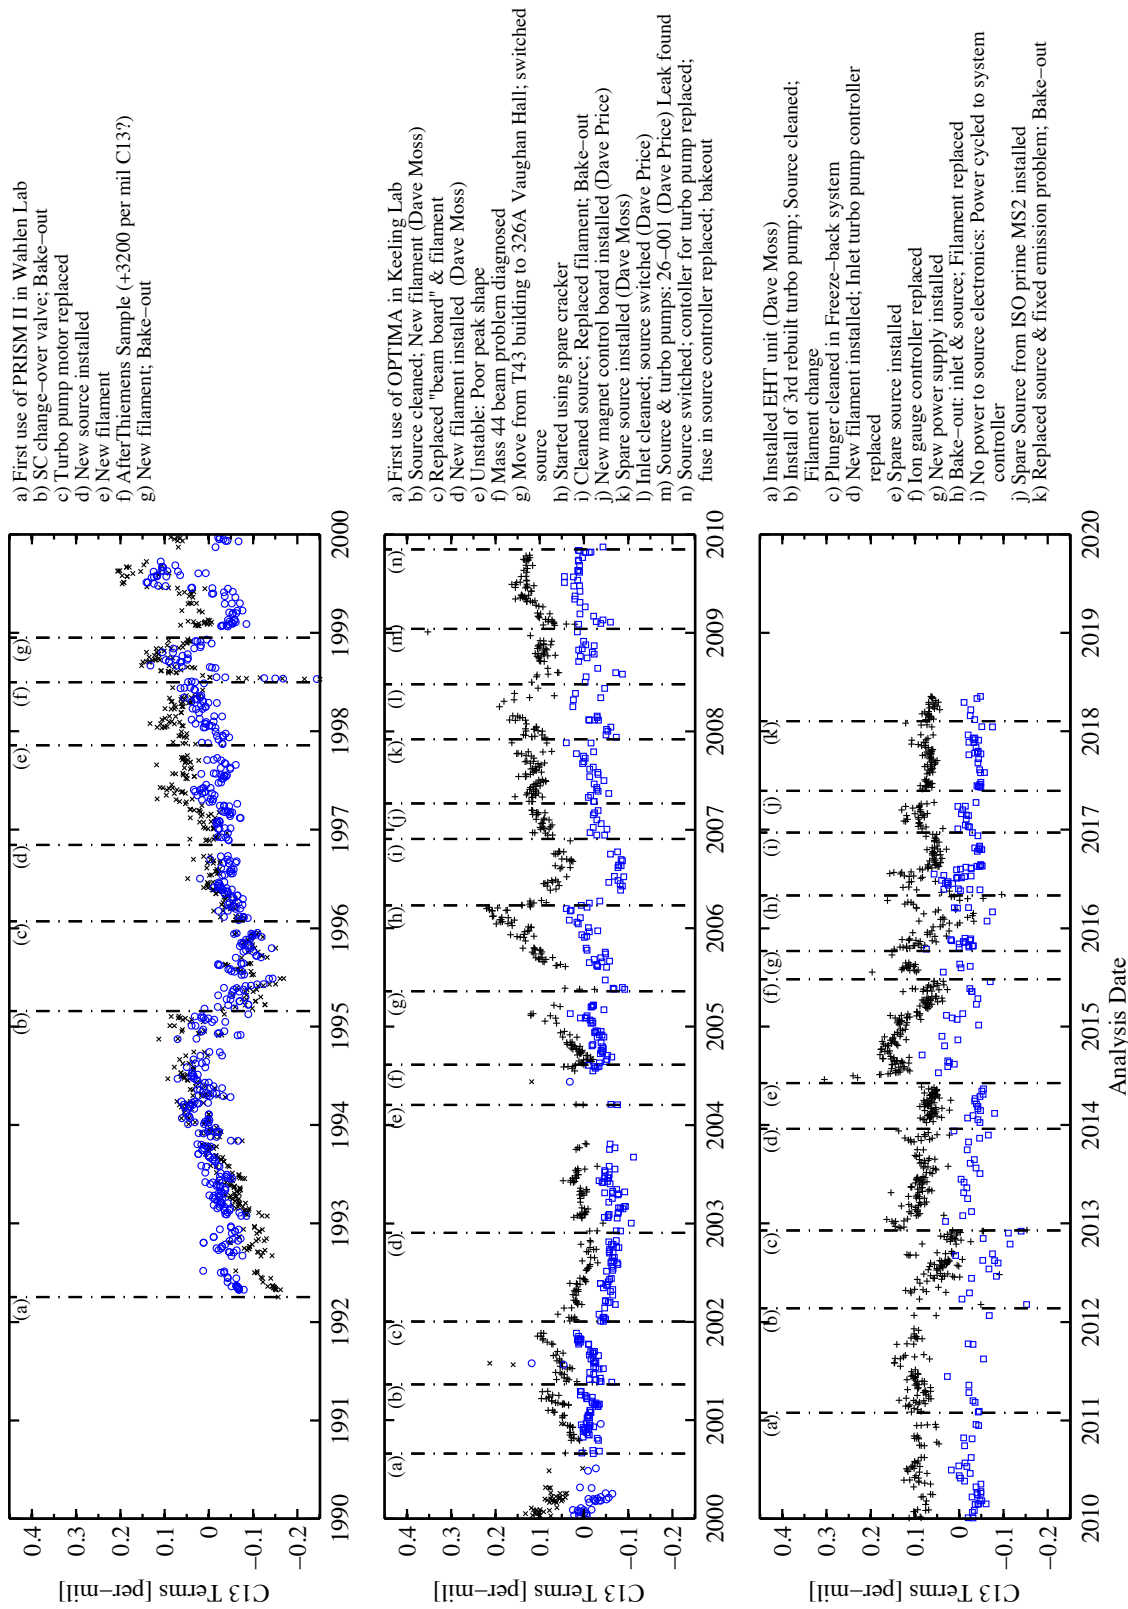 C13 Terms [per−mil]
0.4
0.3
0.2
0.1
0
−0.1
−0.2
(a)
(b)
(c)
(d)
(e)
(f)
(g)
1990
1991
1992
1993
1994
1995
1996
1997
1998
1999
2000
a) First use of PRISM II in Wahlen Lab
b) SC change−over valve; Bake−out
c) Turbo pump motor replaced
d) New source installed
e) New filament
f) AfterThiemens Sample (+3200 per mil C13?)
g) New filament; Bake−out
C13 Terms [per−mil]
0.4
0.3
0.2
0.1
0
−0.1
−0.2
(a)
(b)
(c)
(d)
(e)
(f)
(g)
(h)
(i)
(j)
(k)
(l)
(m)
(n)
2000
2001
2002
2003
2004
2005
2006
2007
2008
2009
2010
a) First use of OPTIMA in Keeling Lab
b) Source cleaned; New filament (Dave Moss)
c) Replaced "beam board" & filament
d) New filament installed (Dave Moss)
e) Unstable: Poor peak shape
f) Mass 44 beam problem diagnosed
g) Move from T43 building to 326A Vaughan Hall; switched
source
h) Started using spare cracker
i) Cleaned source; Replaced filament; Bake−out
j) New magnet control board installed (Dave Price)
k) Spare source installed (Dave Moss)
l) Inlet cleaned; source switched (Dave Price)
m) Source & turbo pumps: 26−001 (Dave Price) Leak found
n) Source switched; controller for turbo pump replaced;
fuse in source controller replaced; bakeout
C13 Terms [per−mil]
0.4
0.3
0.2
0.1
0
−0.1
−0.2
(a)
(b)
(c)
(d)
(e)
(f)
(g)
(h)
(i)
(j)
(k)
2010
2011
2012
2013
2014
2015
2016
2017
2018
2019
2020
Analysis Date
a) Installed EHT unit (Dave Moss)
b) Install of 3rd rebuilt turbo pump; Source cleaned;
Filament change
c) Plunger cleaned in Freeze−back system
d) New filament installed; Inlet turbo pump controller
replaced
e) Spare source installed
f) Ion gauge controller replaced
g) New power supply installed
h) Bake−out: inlet & source; Filament replaced
i) No power to source electronics: Power cycled to system
controller
j) Spare Source from ISO prime MS2 installed
k) Replaced source & fixed emission problem; Bake−out